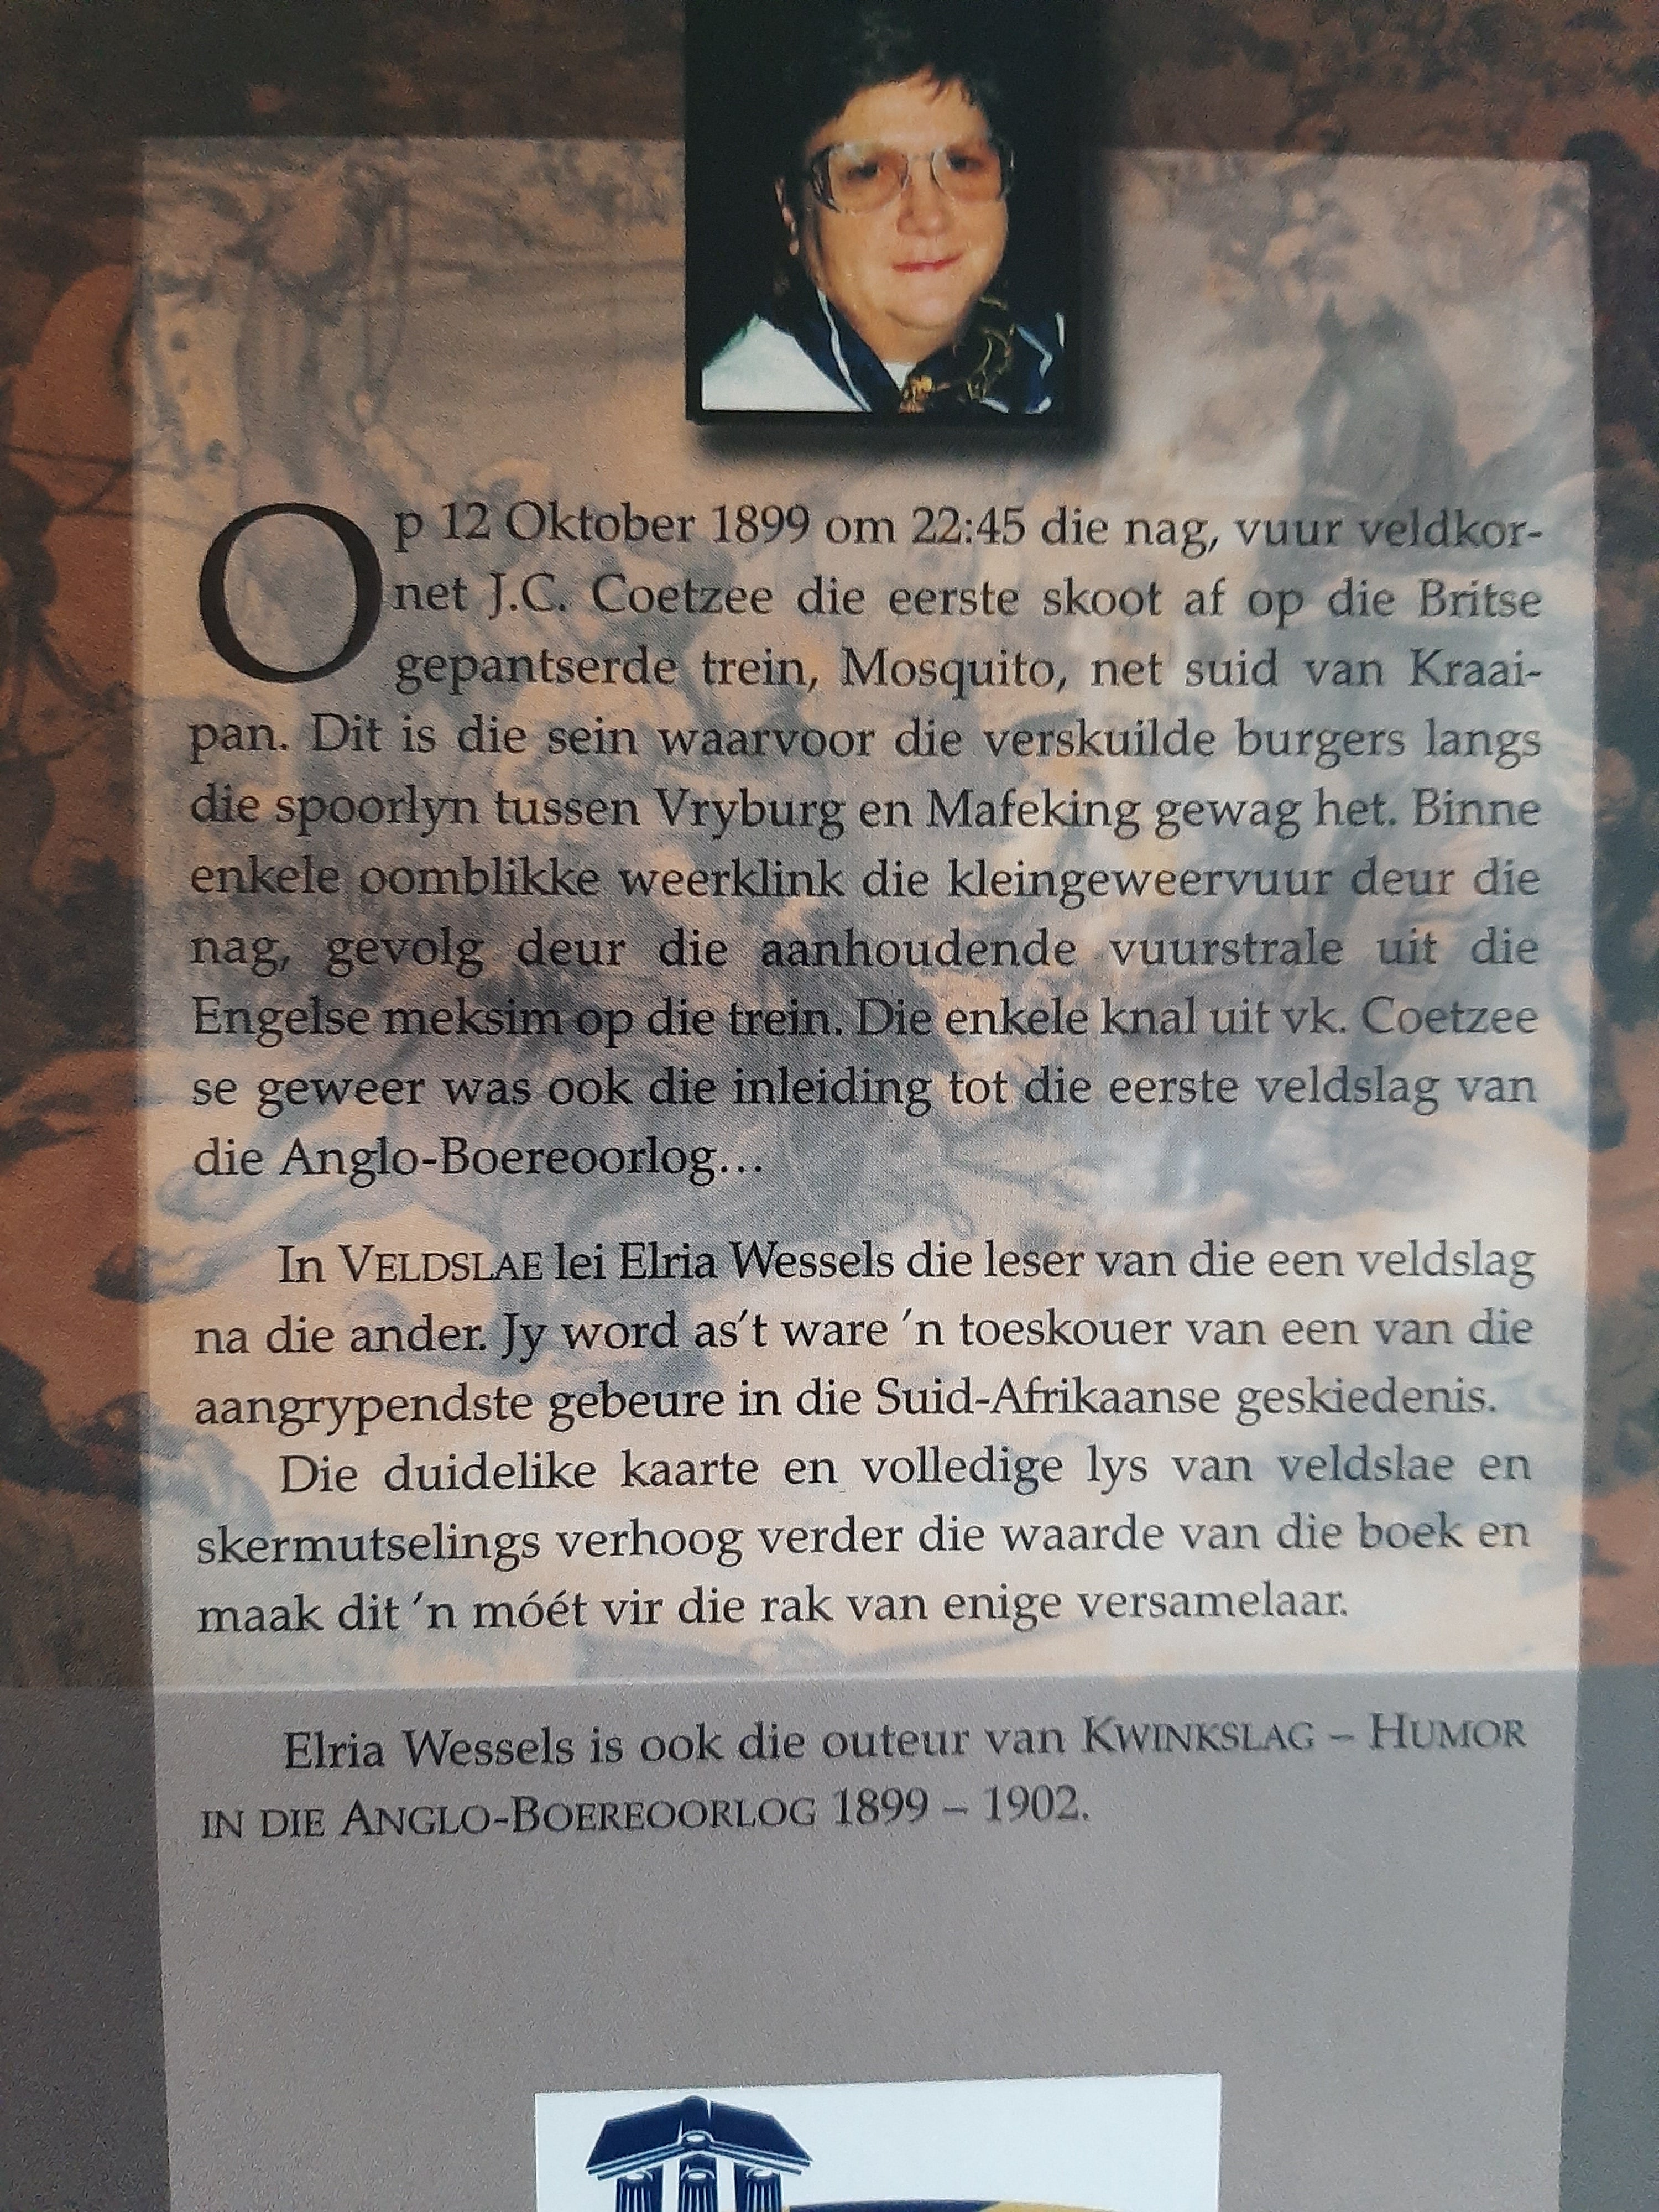 Op 12 Oktober 1899 om 22:45 die nag, vuur veldkor-
net J.C. Coetzee die eerste skoot af op die Britse
gepantserde trein, Mosquito, net suid van Kraai-
pan. Dit is die sein waarvoor die verskuilde burgers langs
die spoorlyn tussen Vryburg en Mafeking gewag het. Binne
enkele oomblikke weerklink die kleingeweervuur deur die
nag, gevolg deur die aanhoudende vuurstrale uit die
Engelse meksim op die trein. Die enkele knal uit vk. Coetzee
se geweer was ook die inleiding tot die eerste veldslag van
die Anglo-Boereoorlog...
In VELDSLAE lei Elria Wessels die leser van die een veldslag
na die ander. Jy word as't ware 'n toeskouer van een van die
aangrypendste gebeure in die Suid-Afrikaanse geskiedenis.
Die duidelike kaarte en volledige lys van veldslae en
skermutselings verhoog verder die waarde van die boek en
maak dit 'n móét vir die rak van enige versamelaar.
Elria Wessels is ook die outeur van KWINKSLAG – HUMOR
IN DIE ANGLO-BOEREOORLOG 1899 – 1902.